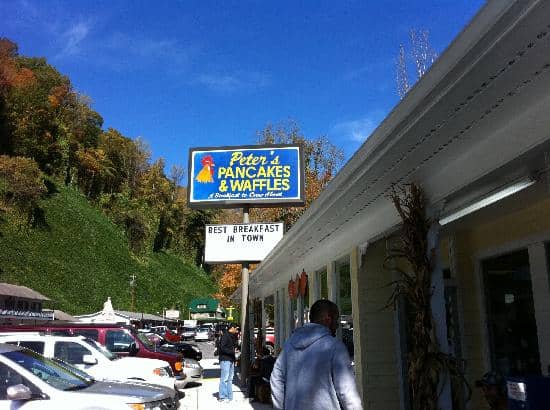 Peter's
PANCAKES
& WAFFLES
A Breakfast to Crow About
BEST BREAKFAST
IN TOWN